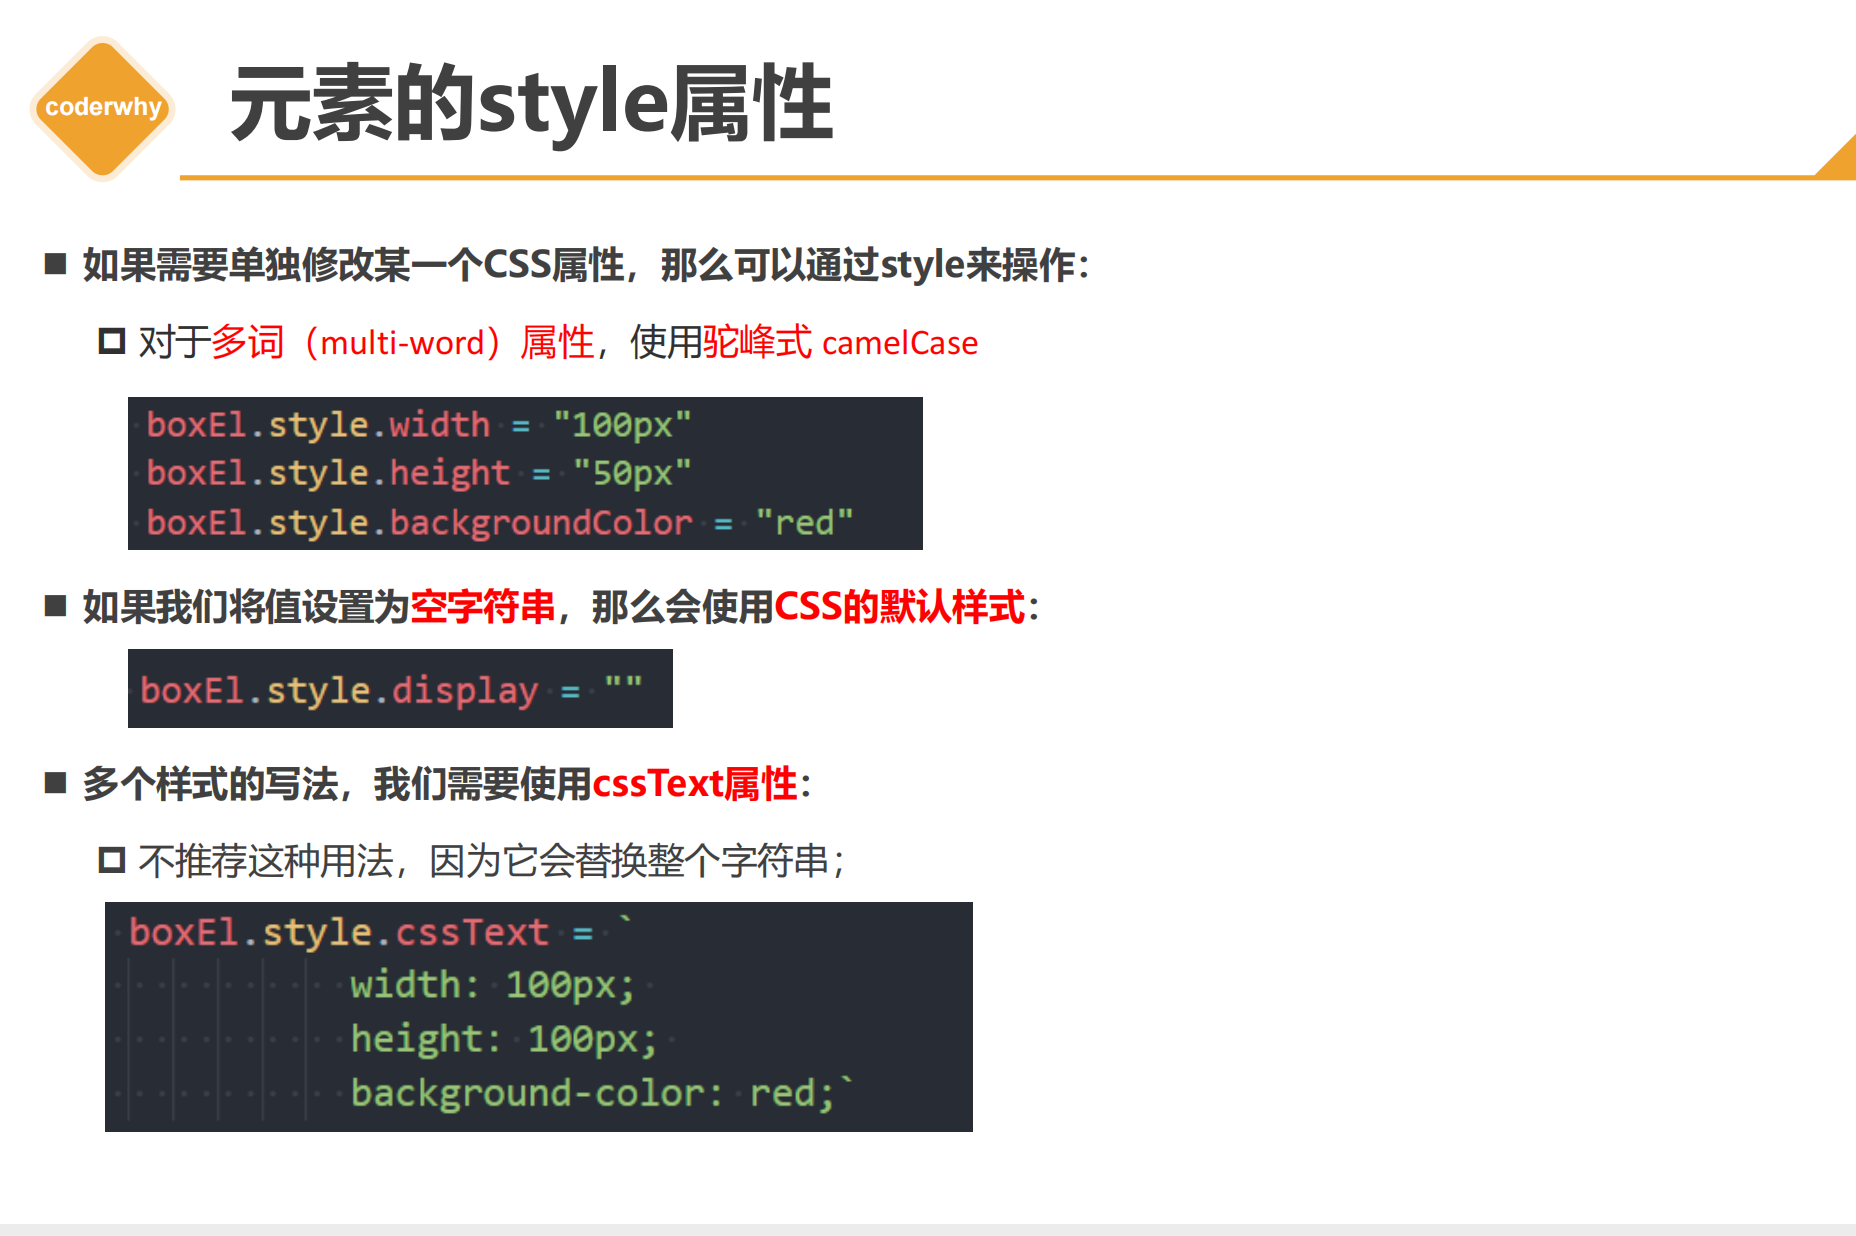 coderwhy
元素的style属性
如果需要单独修改某一个CSS属性，那么可以通过style来操作：
对于多词（multi-word）属性，使用驼峰式 camelCase
boxEl.style.width = "100px"
boxEl.style.height = "50px"
boxEl.style.backgroundColor = "red"
如果我们将值设置为空字符串，那么会使用CSS的默认样式：
boxEl.style.display = ""
多个样式的写法，我们需要使用cssText属性：
不推荐这种用法，因为它会替换整个字符串；
boxEl.style.cssText = `
width: 100px;
height: 100px;
background-color: red;`